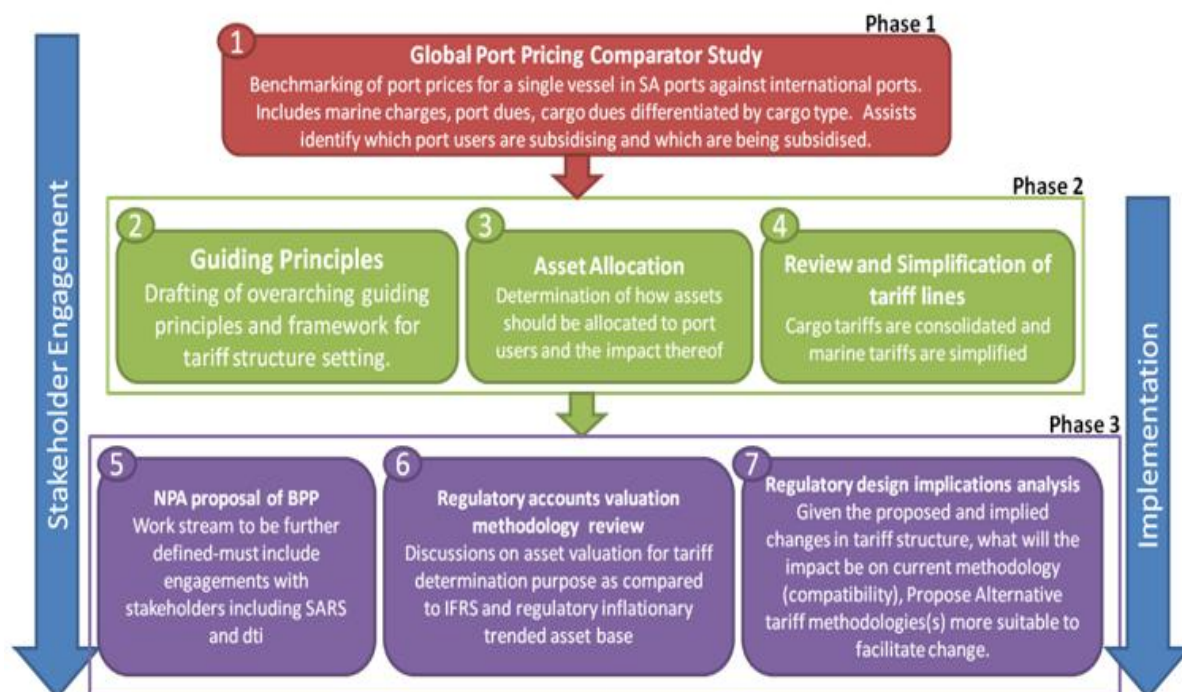 Phase 1
1
Global Port Pricing Comparator Study
Benchmarking of port prices for a single vessel in SA ports against international ports.
Includes marine charges, port dues, cargo dues differentiated by cargo type. Assists
identify which port users are subsidising and which are being subsidised.
Stakeholder Engagement
Phase 2
2
Guiding Principles
Drafting of overarching guiding
principles and framework for
tariff structure setting.
3
Asset Allocation
Determination of how assets
should be allocated to port
users and the impact thereof
4
Review and Simplification of
tariff lines
Cargo tariffs are consolidated and
marine tariffs are simplified
Implementation
Phase 3
5
NPA proposal of BPP
Work stream to be further
defined-must include
engagements with
stakeholders including SARS
and dti
6
Regulatory accounts valuation
methodology review
Discussions on asset valuation for tariff
determination purpose as compared
to IFRS and regulatory inflationary
trended asset base
7
Regulatory design implications analysis
Given the proposed and implied
changes in tariff structure, what will the
impact be on current methodology
(compatibility), Propose Alternative
tariff methodologies(s) more suitable to
facilitate change.